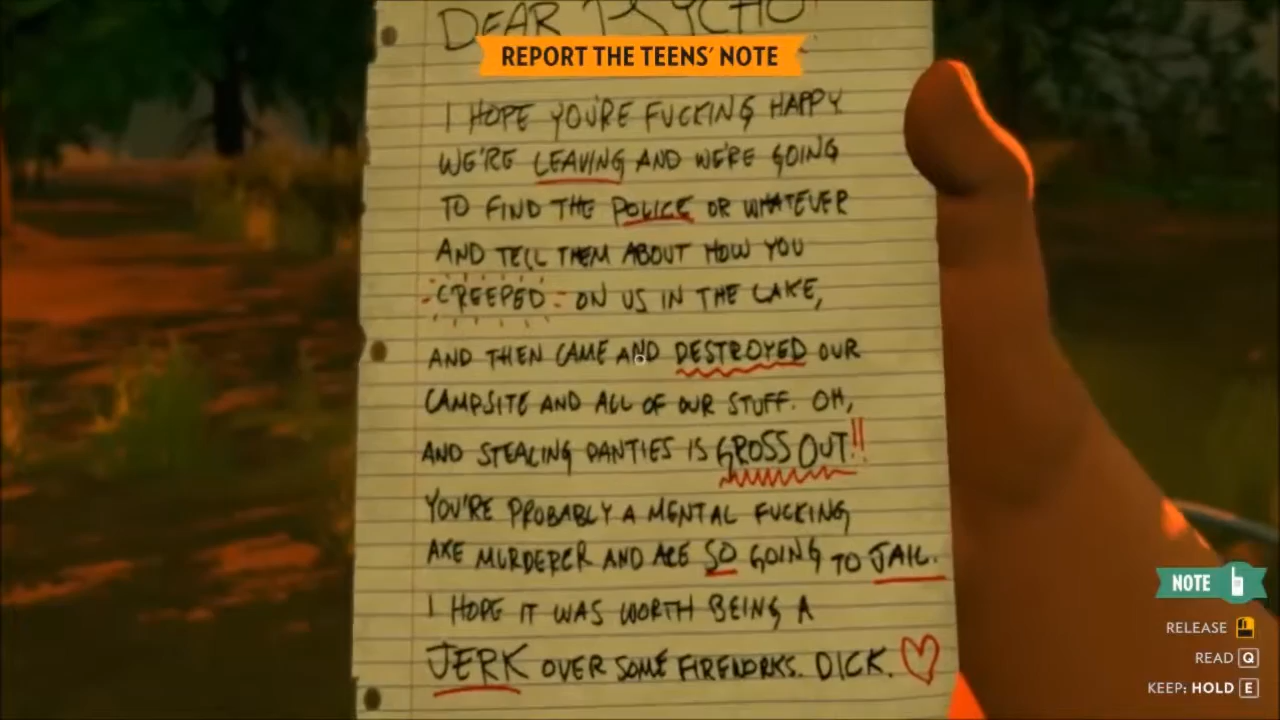 DEAR PSYCHO!
REPORT THE TEENS' NOTE
I HOPE YOU'RE FUCKING HAPPY.
WE'RE LEAVING AND WE'RE GOING
TO FIND THE POLICE OR WHATEVER
AND TELL THEM ABOUT HOW YOU
CREEPED ON US IN THE LAKE,
AND THEN CAME AND DESTROYED OUR
CAMPSITE AND ALL OF OUR STUFF. OH,
AND STEALING PANTIES IS GROSS OUT!!
YOU'RE PROBABLY A MENTAL FUCKING
AXE MURDERER AND ARE SO GOING TO JAIL.
I HOPE IT WAS WORTH BEING A
JERK OVER SOME FIREWORKS. DICK.
NOTE
RELEASE
READ Q
KEEP: HOLD E